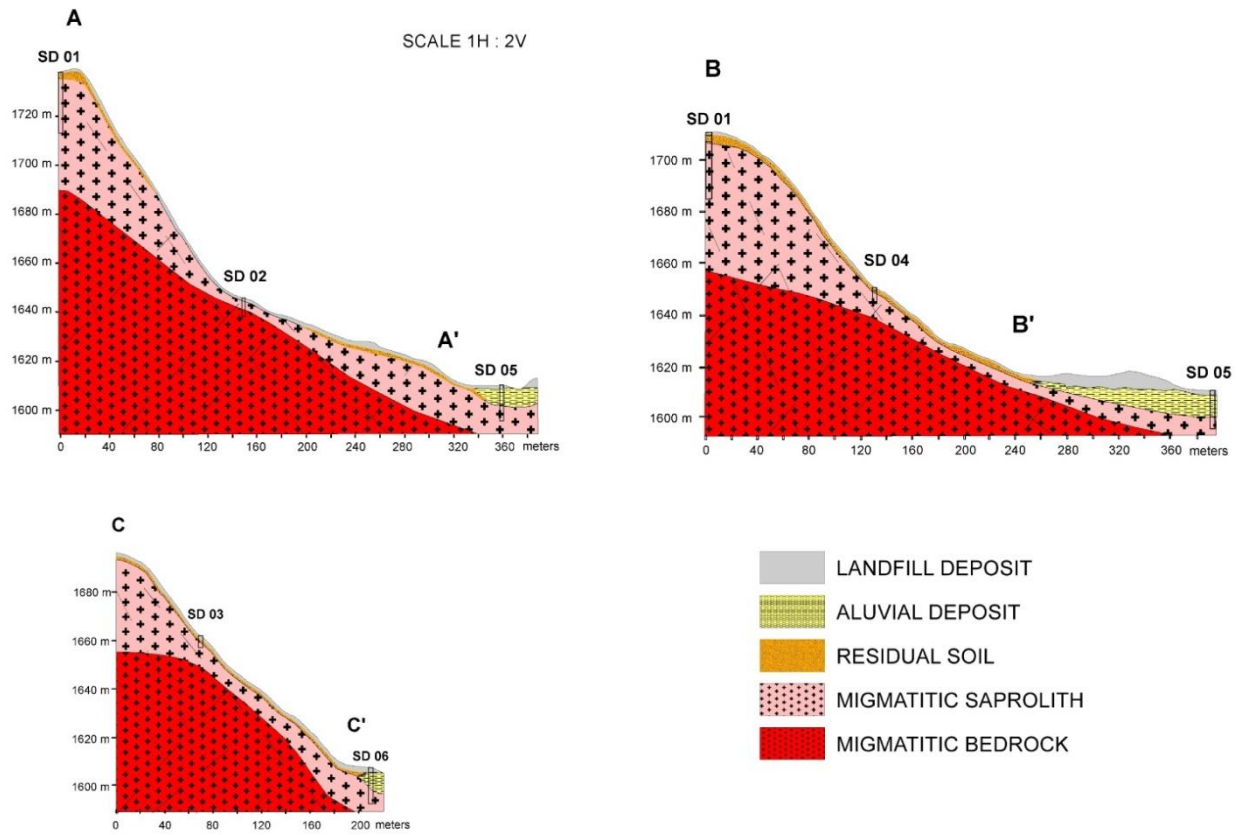 A
SCALE 1H : 2V
SD 01
1720 m
1700 m
1680 m
1660 m
1640 m
1620 m
1600 m
SD 02
A'
SD 05
0 40 80 120 160 200 240 280 320 360 meters
B
SD 01
1700 m
1680 m
1660 m
1640 m
1620 m
1600 m
SD 04
B'
SD 05
0 40 80 120 160 200 240 280 320 360 meters
C
1680 m
1660 m
1640 m
1620 m
1600 m
SD 03
C'
SD 06
0 40 80 120 160 200 meters
LANDFILL DEPOSIT
ALUVIAL DEPOSIT
RESIDUAL SOIL
MIGMATITIC SAPROLITH
MIGMATITIC BEDROCK